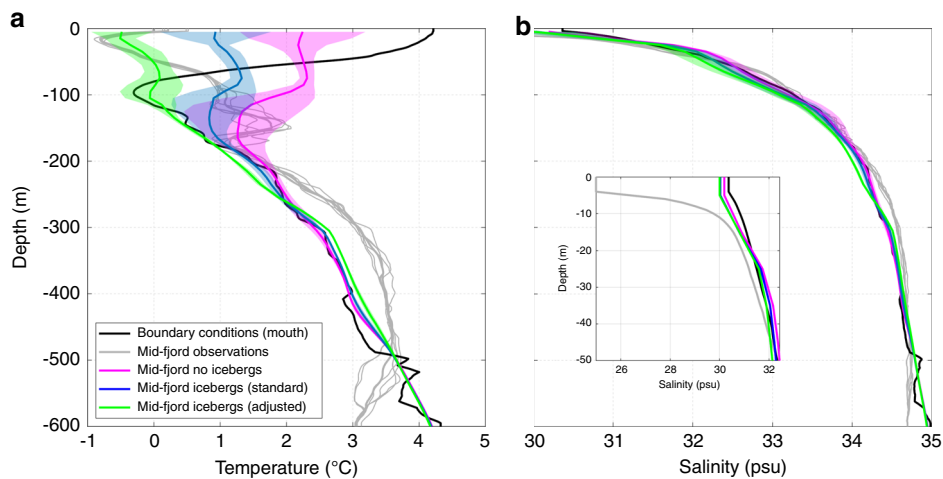 a
b
-0
-100
-200
-300
-400
-500
-600
Depth (m)
Boundary conditions (mouth)
Mid-fjord observations
Mid-fjord no icebergs
Mid-fjord icebergs (standard)
Mid-fjord icebergs (adjusted)
-1 0 1 2 3 4 5
Temperature (°C)
0
-10
-20
-30
-40
-50
Depth (m)
26 28 30 32
Salinity (psu)
30 31 32 33 34 35
Salinity (psu)